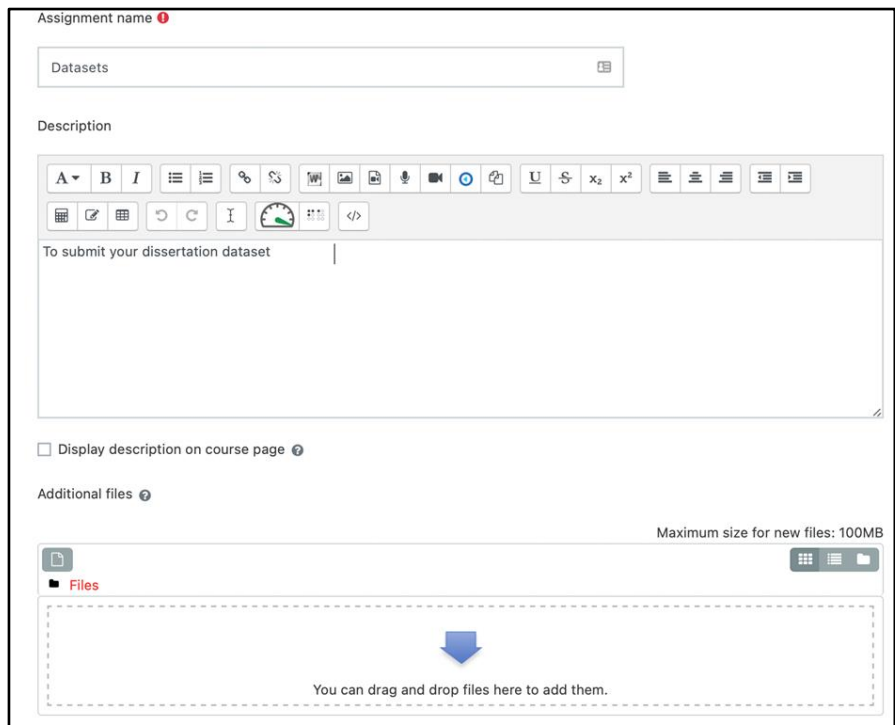 Assignment name
Datasets
Description
A B I U S x₂ x²
</>
To submit your dissertation dataset
Display description on course page
Additional files
Maximum size for new files: 100MB
Files
You can drag and drop files here to add them.